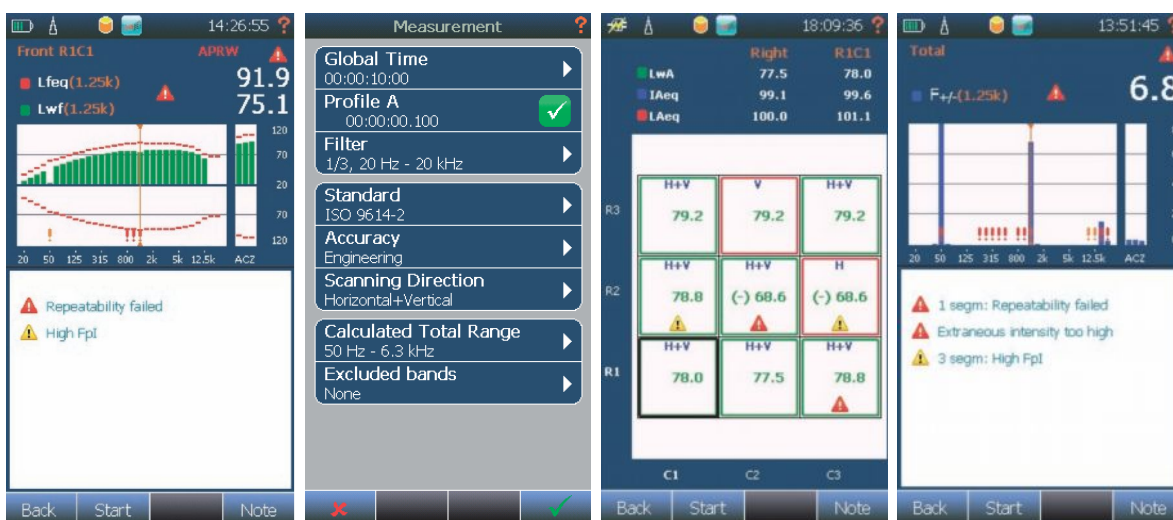 14:26:55 ?
Front R1C1 APRW
Lfeq(1.25k) 91.9
Lwf(1.25k) 75.1
120
70
20
70
120
20 50 125 315 800 2k 5k 12.5k ACZ
Repeatability failed
High FpI
Back Start Note
Measurement ?
Global Time
00:00:10:00
Profile A
00:00:00.100
Filter
1/3, 20 Hz - 20 kHz
Standard
ISO 9614-2
Accuracy
Engineering
Scanning Direction
Horizontal+Vertical
Calculated Total Range
50 Hz - 6.3 kHz
Excluded bands
None
18:09:36 ?
Right R1C1
LwA 77.5 78.0
IAeq 99.1 99.6
LAeq 100.0 101.1
H+V V H+V
R3 79.2 79.2 79.2
H+V H+V H
R2 78.8 (-) 68.6 (-) 68.6
H+V H+V H+V
R1 78.0 77.5 78.8
C1 C2 C3
Back Start Note
13:51:45 ?
Total
F+/-(1.25k) 6.8
20 50 125 315 800 2k 5k 12.5k ACZ
1 segm: Repeatability failed
Extraneous intensity too high
3 segm: High FpI
Back Start Note